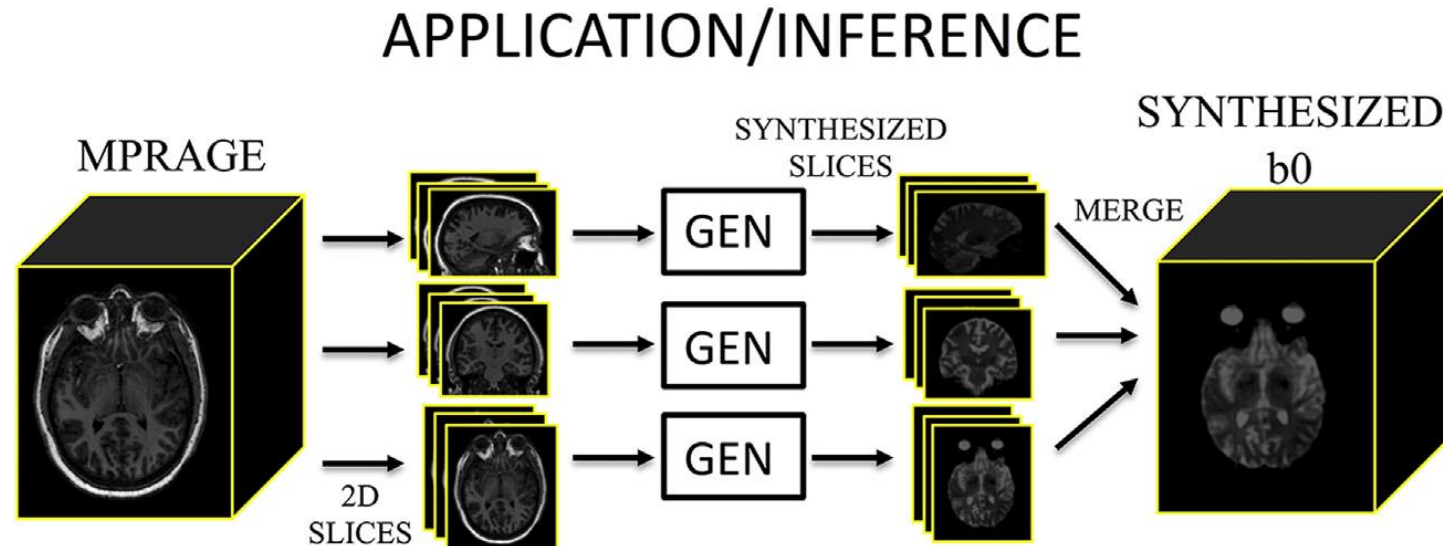 APPLICATION/INFERENCE
MPRAGE
2D
SLICES
GEN
GEN
GEN
SYNTHESIZED
SLICES
MERGE
SYNTHESIZED
b0